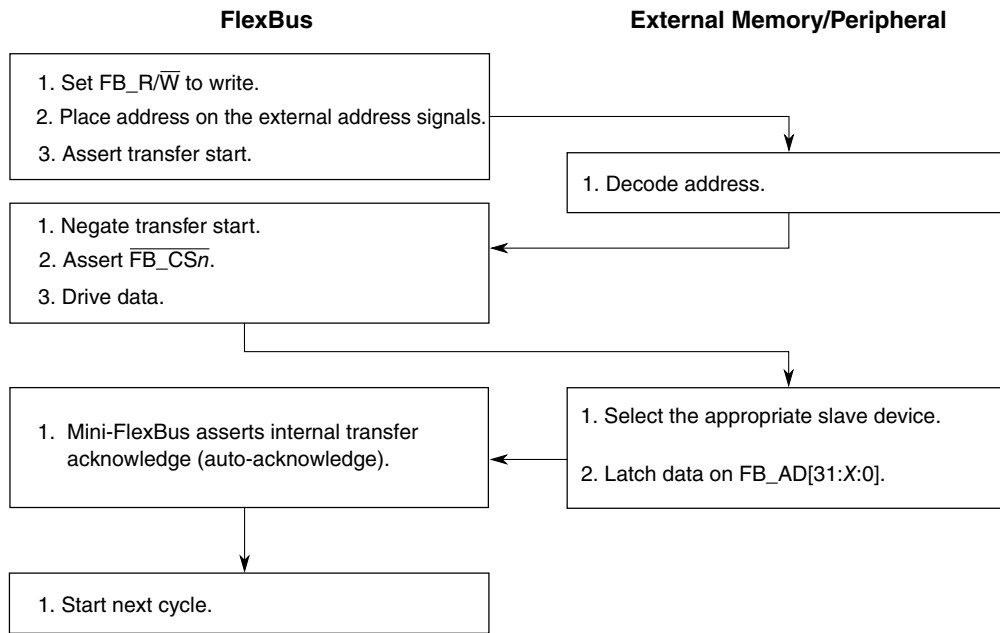 FlexBus
External Memory/Peripheral
1. Set FB_R/W̅ to write.
2. Place address on the external address signals.
3. Assert transfer start.
1. Decode address.
1. Negate transfer start.
2. Assert F̅B̅_̅C̅S̅n̅.
3. Drive data.
1. Select the appropriate slave device.
2. Latch data on FB_AD[31:X:0].
1. Mini-FlexBus asserts internal transfer
acknowledge (auto-acknowledge).
1. Start next cycle.